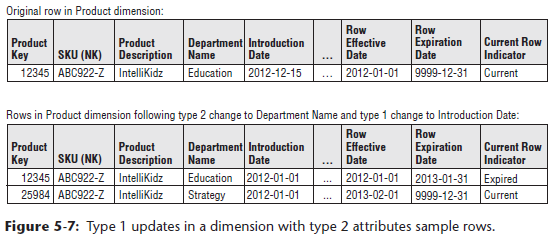 Original row in Product dimension:
Product Key | SKU (NK) | Product Description | Department Name | Introduction Date | ... | Row Effective Date | Row Expiration Date | Current Row Indicator
12345 | ABC922-Z | IntelliKidz | Education | 2012-12-15 | ... | 2012-01-01 | 9999-12-31 | Current
Rows in Product dimension following type 2 change to Department Name and type 1 change to Introduction Date:
Product Key | SKU (NK) | Product Description | Department Name | Introduction Date | ... | Row Effective Date | Row Expiration Date | Current Row Indicator
12345 | ABC922-Z | IntelliKidz | Education | 2012-01-01 | ... | 2012-01-01 | 2013-01-31 | Expired
25984 | ABC922-Z | IntelliKidz | Strategy | 2012-01-01 | ... | 2013-02-01 | 9999-12-31 | Current
Figure 5-7: Type 1 updates in a dimension with type 2 attributes sample rows.